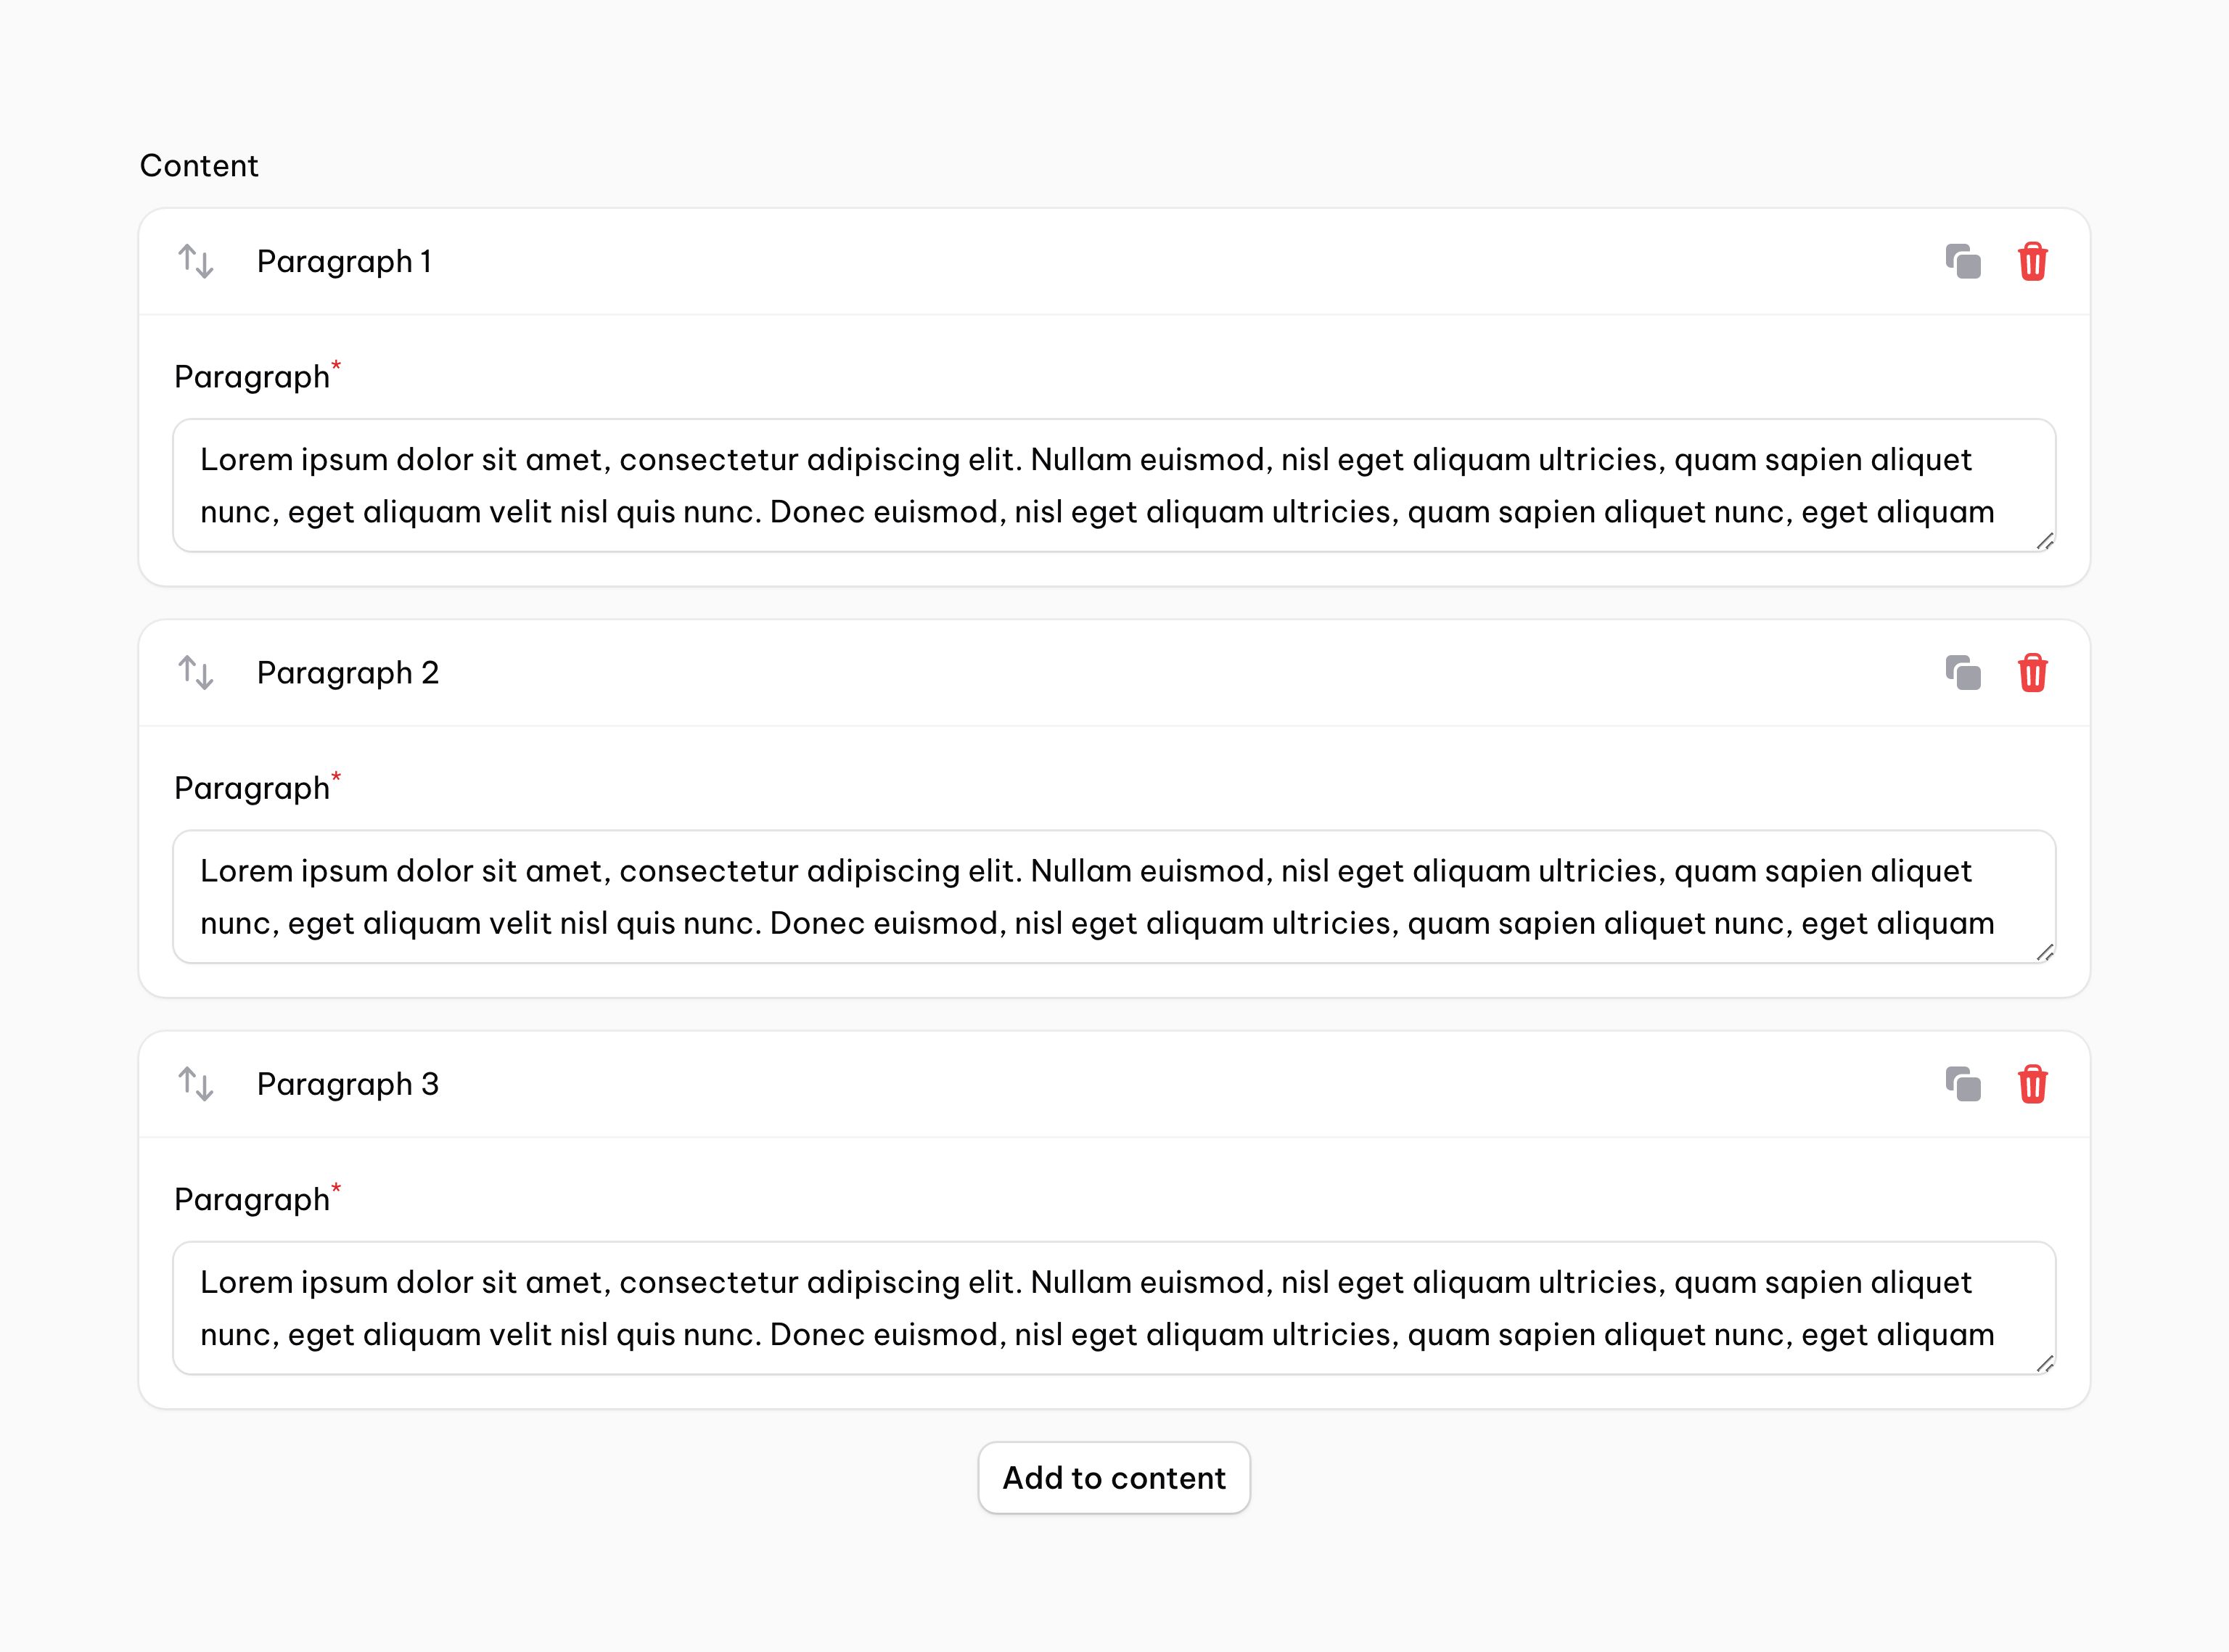 Content
Paragraph 1
Paragraph*
Lorem ipsum dolor sit amet, consectetur adipiscing elit. Nullam euismod, nisl eget aliquam ultricies, quam sapien aliquet
nunc, eget aliquam velit nisl quis nunc. Donec euismod, nisl eget aliquam ultricies, quam sapien aliquet nunc, eget aliquam
Paragraph 2
Paragraph*
Lorem ipsum dolor sit amet, consectetur adipiscing elit. Nullam euismod, nisl eget aliquam ultricies, quam sapien aliquet
nunc, eget aliquam velit nisl quis nunc. Donec euismod, nisl eget aliquam ultricies, quam sapien aliquet nunc, eget aliquam
Paragraph 3
Paragraph*
Lorem ipsum dolor sit amet, consectetur adipiscing elit. Nullam euismod, nisl eget aliquam ultricies, quam sapien aliquet
nunc, eget aliquam velit nisl quis nunc. Donec euismod, nisl eget aliquam ultricies, quam sapien aliquet nunc, eget aliquam
Add to content